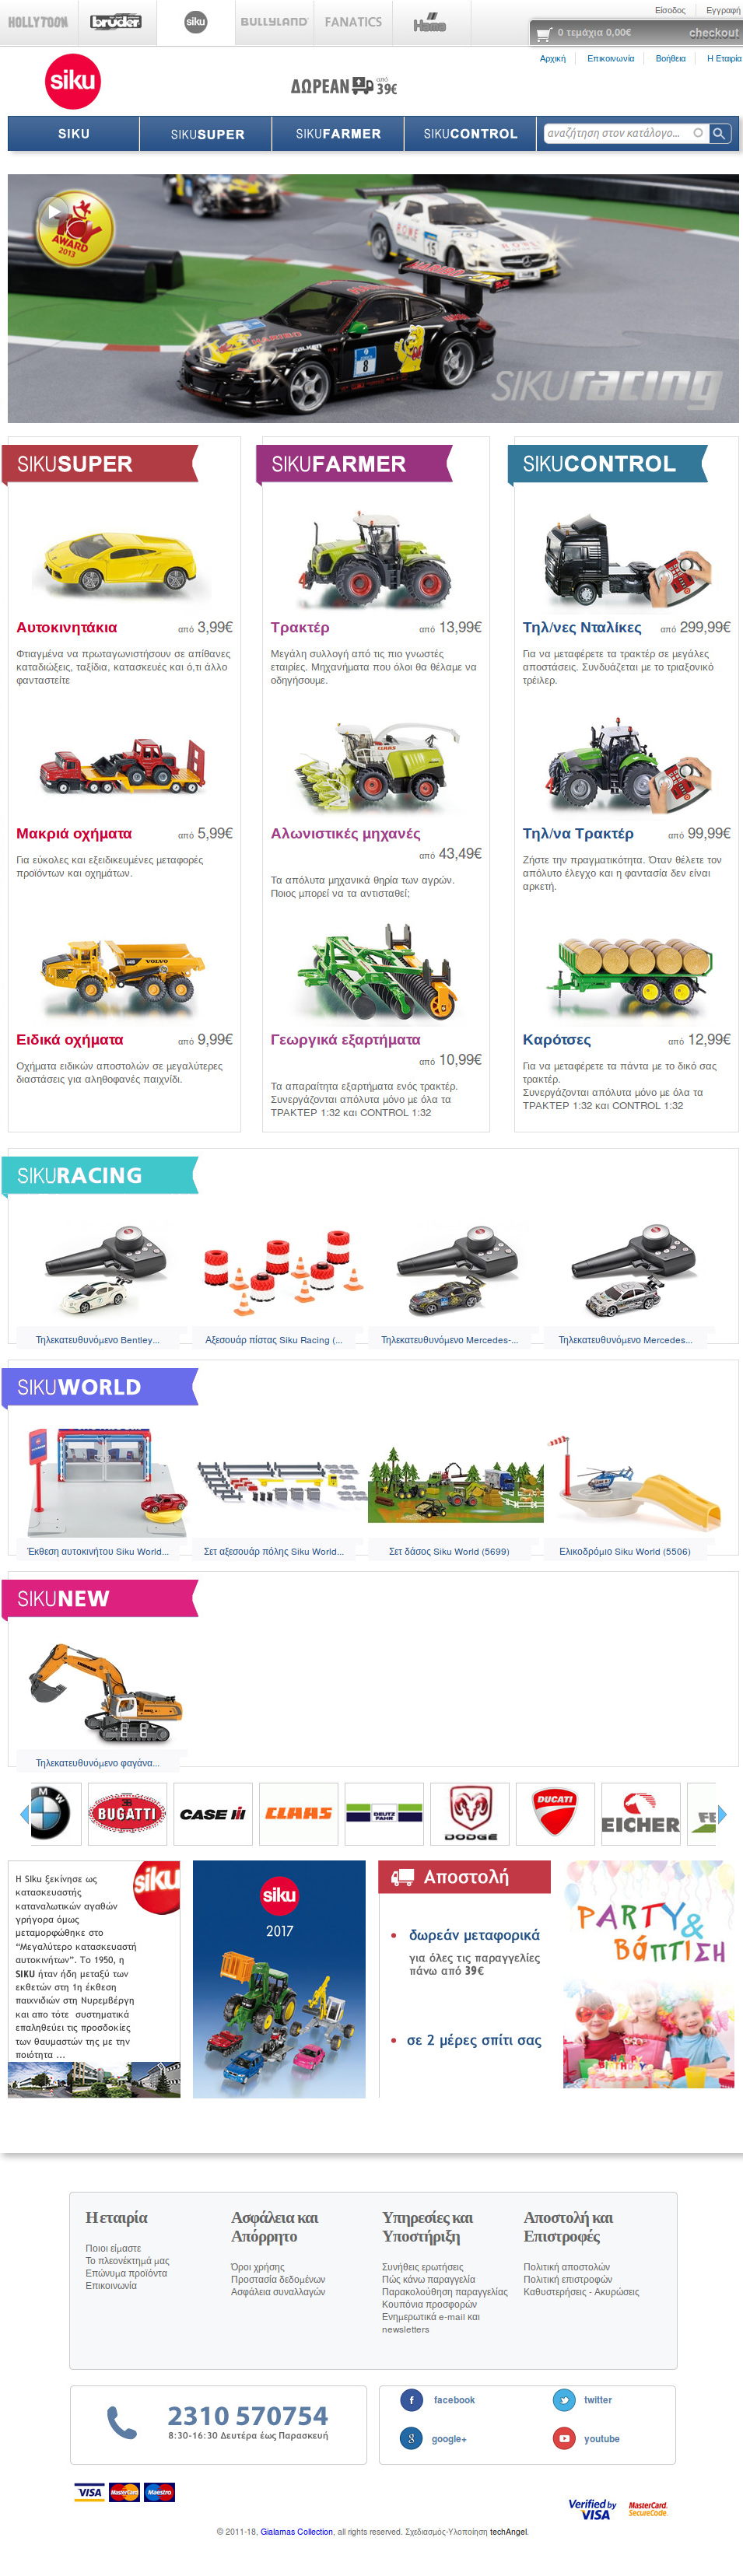 HOLLYTOON
bruder
siku
BULLYLAND
FANATICS
Hama
Είσοδος
Εγγραφή
0 τεμάχια 0,00€
checkout
Αρχική
Επικοινωνία
Βοήθεια
Η Εταιρία
siku
ΔΩΡΕΑΝ από 39€
SIKU
SIKUSUPER
SIKUFARMER
SIKUCONTROL
αναζήτηση στον κατάλογο...
AWARD
2013
FALKEN
8
15
SIKUracing
SIKUSUPER
Αυτοκινητάκια
από 3,99€
Φτιαγμένα να πρωταγωνιστήσουν σε απίθανες
καταδιώξεις, ταξίδια, κατασκευές και ό,τι άλλο
φανταστείτε
Μακριά οχήματα
από 5,99€
Για εύκολες και εξειδικευμένες μεταφορές
προϊόντων και οχημάτων.
VOLVO
Ειδικά οχήματα
από 9,99€
Οχήματα ειδικών αποστολών σε μεγαλύτερες
διαστάσεις για αληθοφανές παιχνίδι.
SIKUFARMER
Τρακτέρ
από 13,99€
Μεγάλη συλλογή από τις πιο γνωστές
εταιρίες. Μηχανήματα που όλοι θα θέλαμε να
οδηγήσουμε.
CLAAS
Αλωνιστικές μηχανές
από 43,49€
Τα απόλυτα μηχανικά θηρία των αγρών.
Ποιος μπορεί να τα αντισταθεί;
Γεωργικά εξαρτήματα
από 10,99€
Τα απαραίτητα εξαρτήματα ενός τρακτέρ.
Συνεργάζονται απόλυτα μόνο με όλα τα
ΤΡΑΚΤΕΡ 1:32 και CONTROL 1:32
SIKUCONTROL
Τηλ/νες Νταλίκες
από 299,99€
Για να μεταφέρετε τα τρακτέρ σε μεγάλες
αποστάσεις. Συνδυάζεται με το τριαξονικό
τρέιλερ.
Τηλ/να Τρακτέρ
από 99,99€
Ζήστε την πραγματικότητα. Όταν θέλετε τον
απόλυτο έλεγχο και η φαντασία δεν είναι
αρκετή.
Καρότσες
από 12,99€
Για να μεταφέρετε τα πάντα με το δικό σας
τρακτέρ.
Συνεργάζονται απόλυτα μόνο με όλα τα
ΤΡΑΚΤΕΡ 1:32 και CONTROL 1:32
SIKURACING
Τηλεκατευθυνόμενο Bentley...
Αξεσουάρ πίστας Siku Racing (...
Τηλεκατευθυνόμενο Mercedes-...
Τηλεκατευθυνόμενο Mercedes...
SIKUWORLD
Έκθεση αυτοκινήτου Siku World...
Σετ αξεσουάρ πόλης Siku World...
Σετ δάσος Siku World (5699)
Ελικοδρόμιο Siku World (5506)
SIKUNEW
Τηλεκατευθυνόμενο φαγάνα...
BUGATTI
CASE IH
CLAAS
DEUTZ
FAHR
DODGE
DUCATI
EICHER
FE
Η SIku ξεκίνησε ως
κατασκευαστής
καταναλωτικών αγαθών
γρήγορα όμως
μεταμορφώθηκε στο
“Μεγαλύτερο κατασκευαστή
αυτοκινήτων”. Το 1950, η
SIKU ήταν ήδη μεταξύ των
εκθετών στη 1η έκθεση
παιχνιδιών στη Νυρεμβέργη
και απο τότε συστηματικά
επαληθεύει τις προσδοκίες
των θαυμαστών της με την
ποιότητα ...
siku
siku
2017
Αποστολή
• δωρεάν μεταφορικά
για όλες τις παραγγελίες
πάνω από 39€
• σε 2 μέρες σπίτι σας
PARTY &
βάπτιση
Η εταιρία
Ποιοι είμαστε
Το πλεονέκτημά μας
Επώνυμα προϊόντα
Επικοινωνία
Ασφάλεια και
Απόρρητο
Όροι χρήσης
Προστασία δεδομένων
Ασφάλεια συναλλαγών
Υπηρεσίες και
Υποστήριξη
Συνήθεις ερωτήσεις
Πώς κάνω παραγγελία
Παρακολούθηση παραγγελίας
Κουπόνια προσφορών
Ενημερωτικά e-mail και
newsletters
Αποστολή και
Επιστροφές
Πολιτική αποστολών
Πολιτική επιστροφών
Καθυστερήσεις - Ακυρώσεις
2310 570754
8:30-16:30 Δευτέρα έως Παρασκευή
facebook
twitter
google+
youtube
VISA
MasterCard
Maestro
Verified by
VISA
MasterCard.
SecureCode.
© 2011-18, Gialamas Collection, all rights reserved. Σχεδιασμός-Υλοποίηση techAngel.